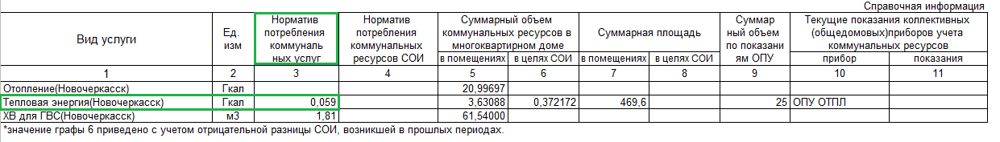 Справочная информация
Вид услуги
Ед. изм
Норматив потребления коммуналь ных услуг
Норматив потребления коммунальных ресурсов СОИ
Суммарный объем коммунальных ресурсов в многоквартирном доме
Суммарная площадь
Суммар ный объем по показани ям ОПУ
Текущие показания коллективных (общедомовых)приборов учета коммунальных ресурсов
в помещениях в целях СОИ в помещениях в целях СОИ прибор показания
1 2 3 4 5 6 7 8 9 10 11
Отопление(Новочеркасск) Гкал 20,99697
Тепловая энергия(Новочеркасск) Гкал 0,059 3,63088 0,372172 469,6 25 ОПУ ОТПЛ
ХВ для ГВС(Новочеркасск) м3 1,81 61,54000
*значение графы 6 приведено с учетом отрицательной разницы СОИ, возникшей в прошлых периодах.